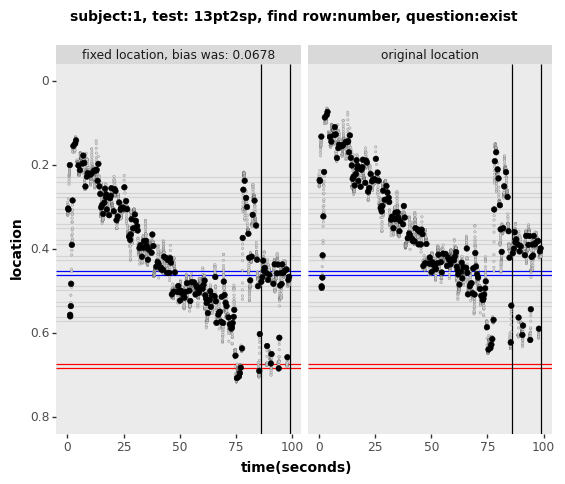 subject:1, test: 13pt2sp, find row:number, question:exist
fixed location, bias was: 0.0678
original location
location
0
0.2
0.4
0.6
0.8
0 25 50 75 100 0 25 50 75 100
time(seconds)